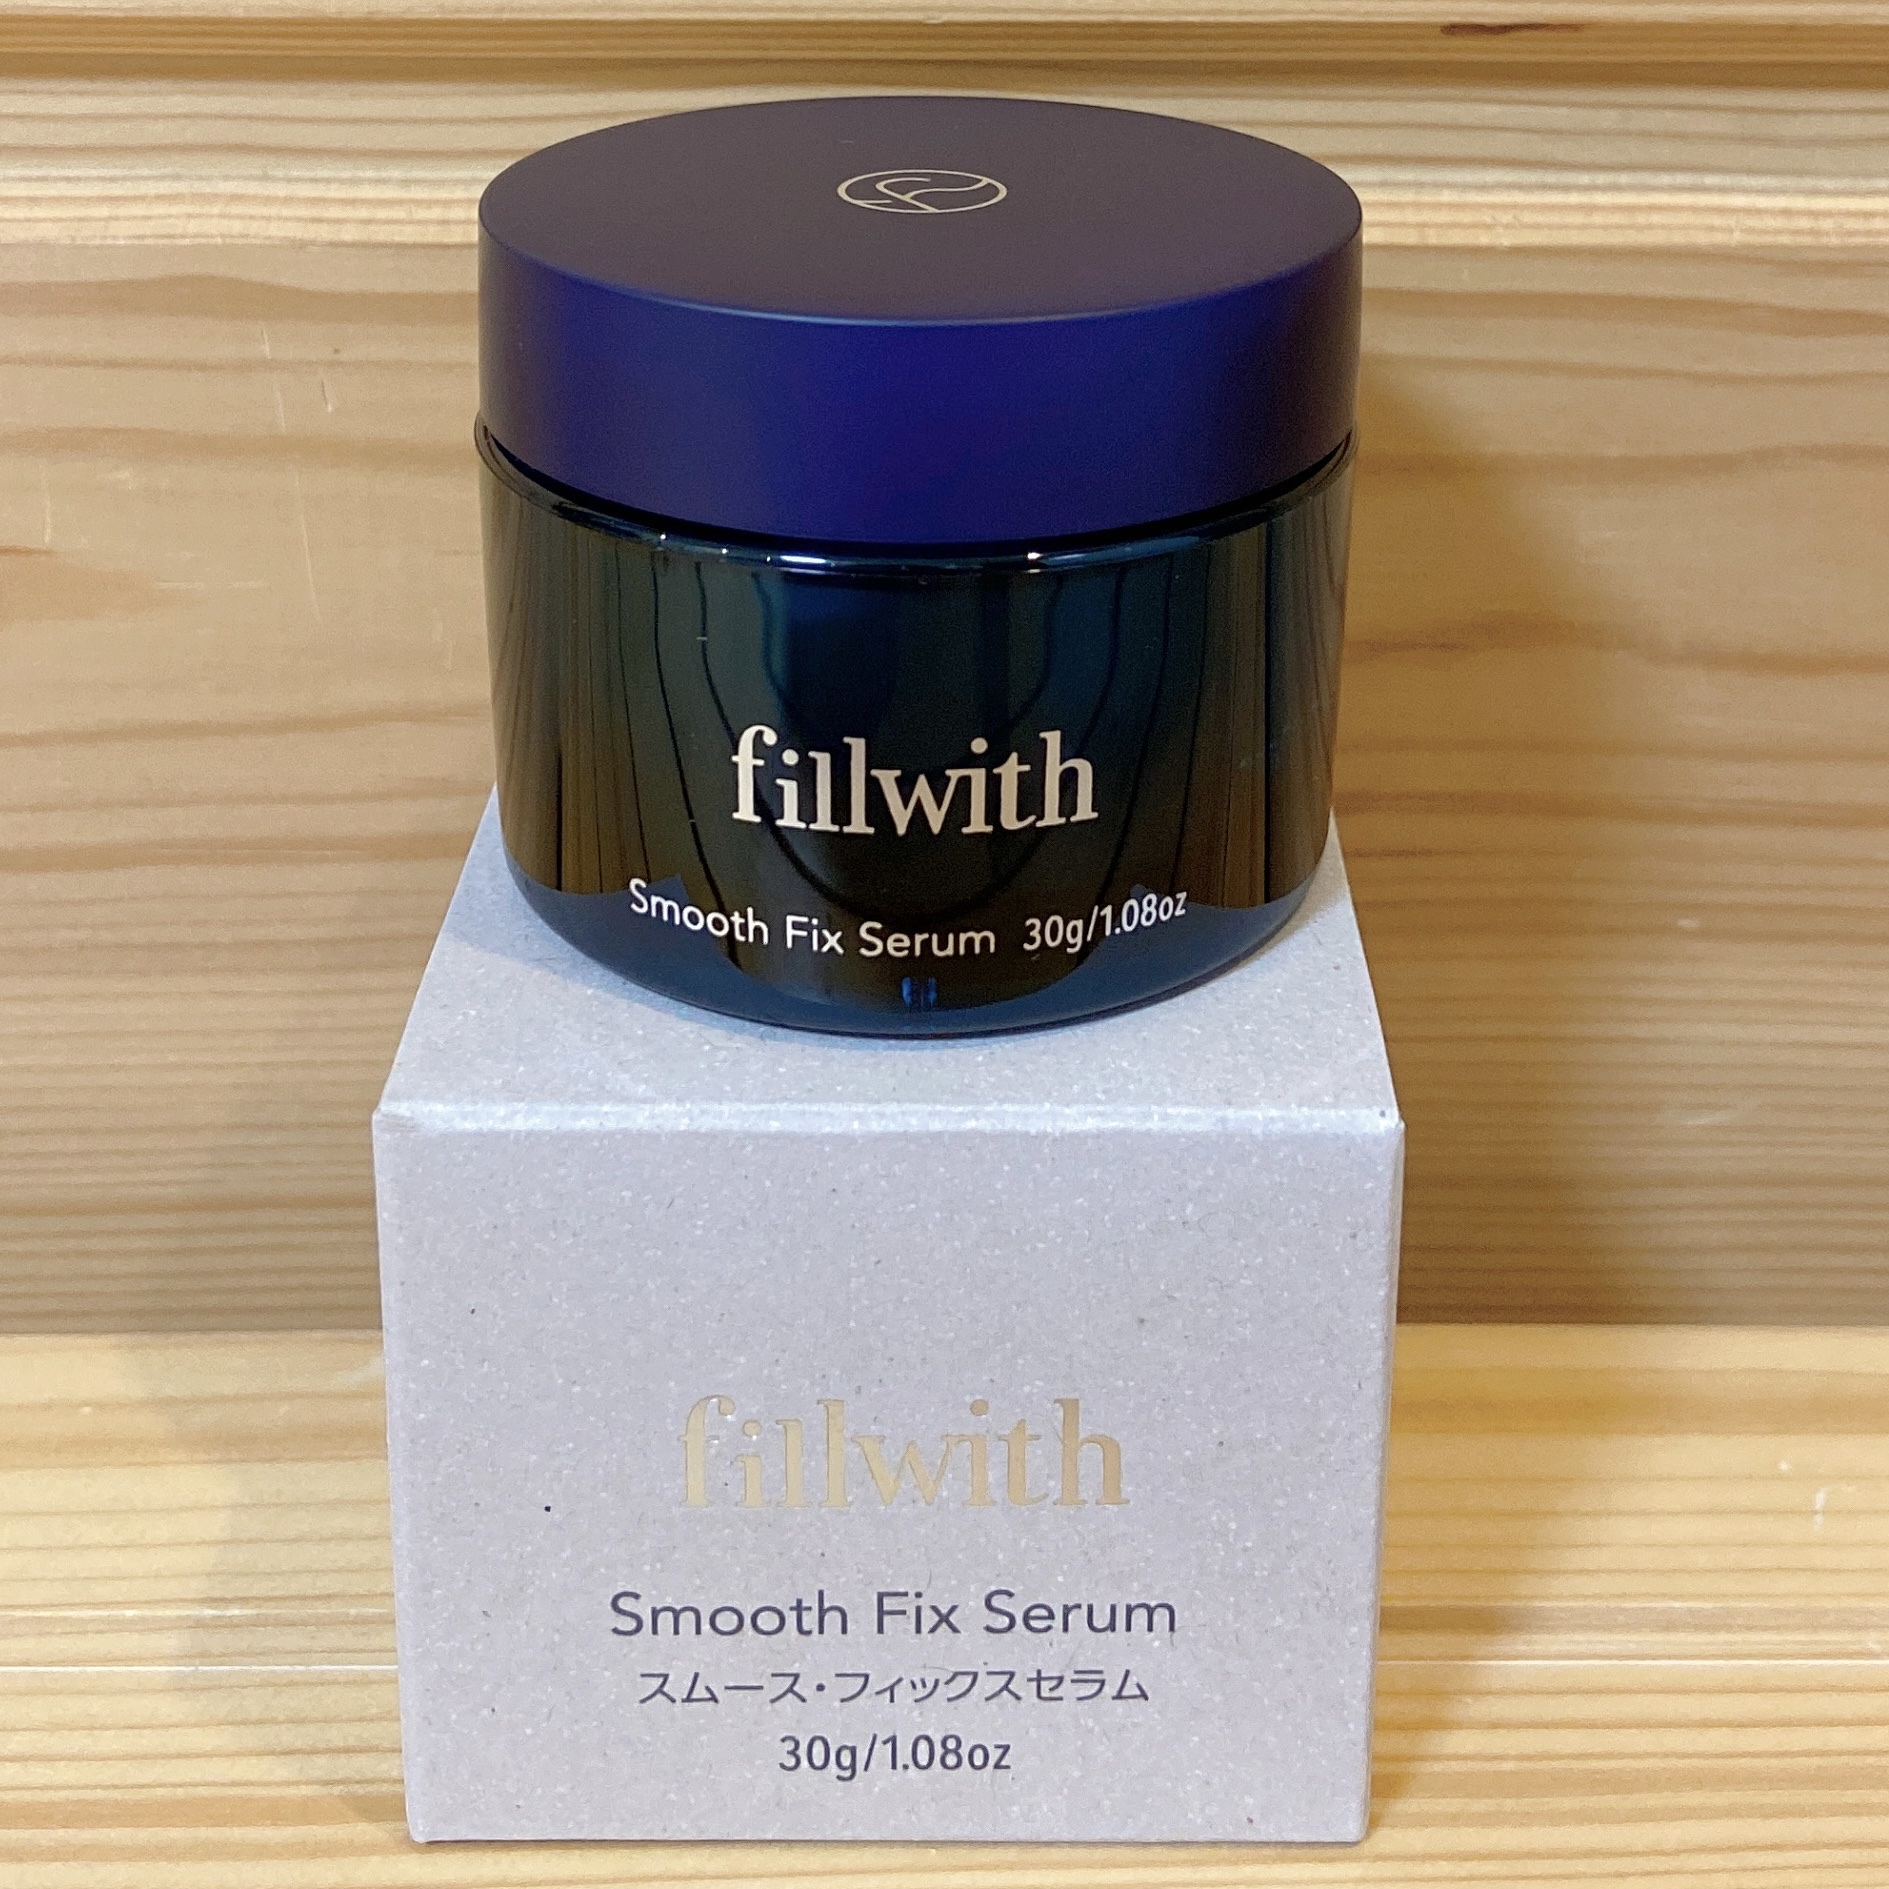 fillwith
Smooth Fix Serum 30g/1.08oz
fillwith
Smooth Fix Serum
スムース・フィックスセラム
30g/1.08oz